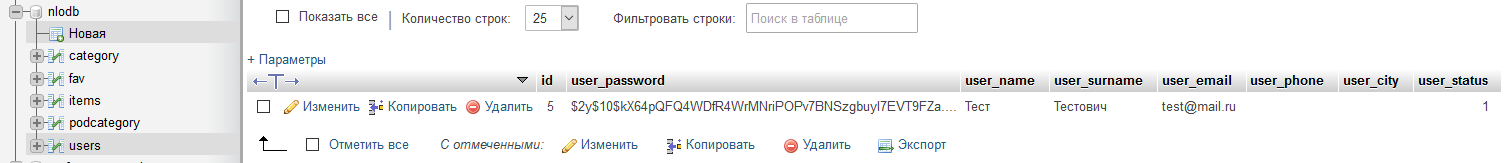 nlodb
Новая
category
fav
items
podcategory
users
Показать все Количество строк: 25 Фильтровать строки: Поиск в таблице
+ Параметры
←T→ id user_password user_name user_surname user_email user_phone user_city user_status
Изменить Копировать Удалить 5 $2y$10$kX64pQFQ4WDfR4WrMNriPOPv7BNSzgbuyI7EVT9FZa.... Тест Тестович test@mail.ru 1
Отметить все С отмеченными: Изменить Копировать Удалить Экспорт